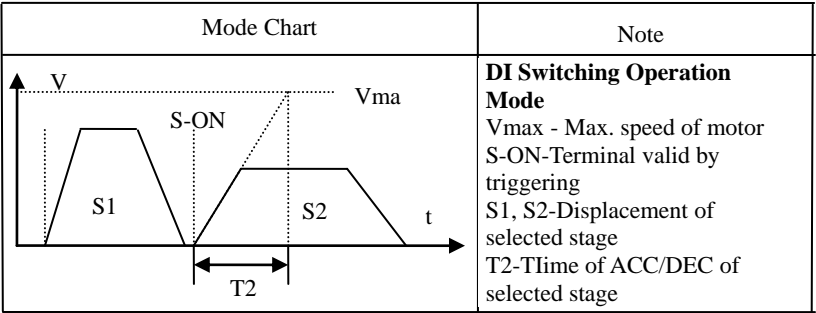 Mode Chart
Note
V
Vma
S-ON
S1
S2
t
T2
DI Switching Operation
Mode
Vmax - Max. speed of motor
S-ON-Terminal valid by
triggering
S1, S2-Displacement of
selected stage
T2-TIime of ACC/DEC of
selected stage